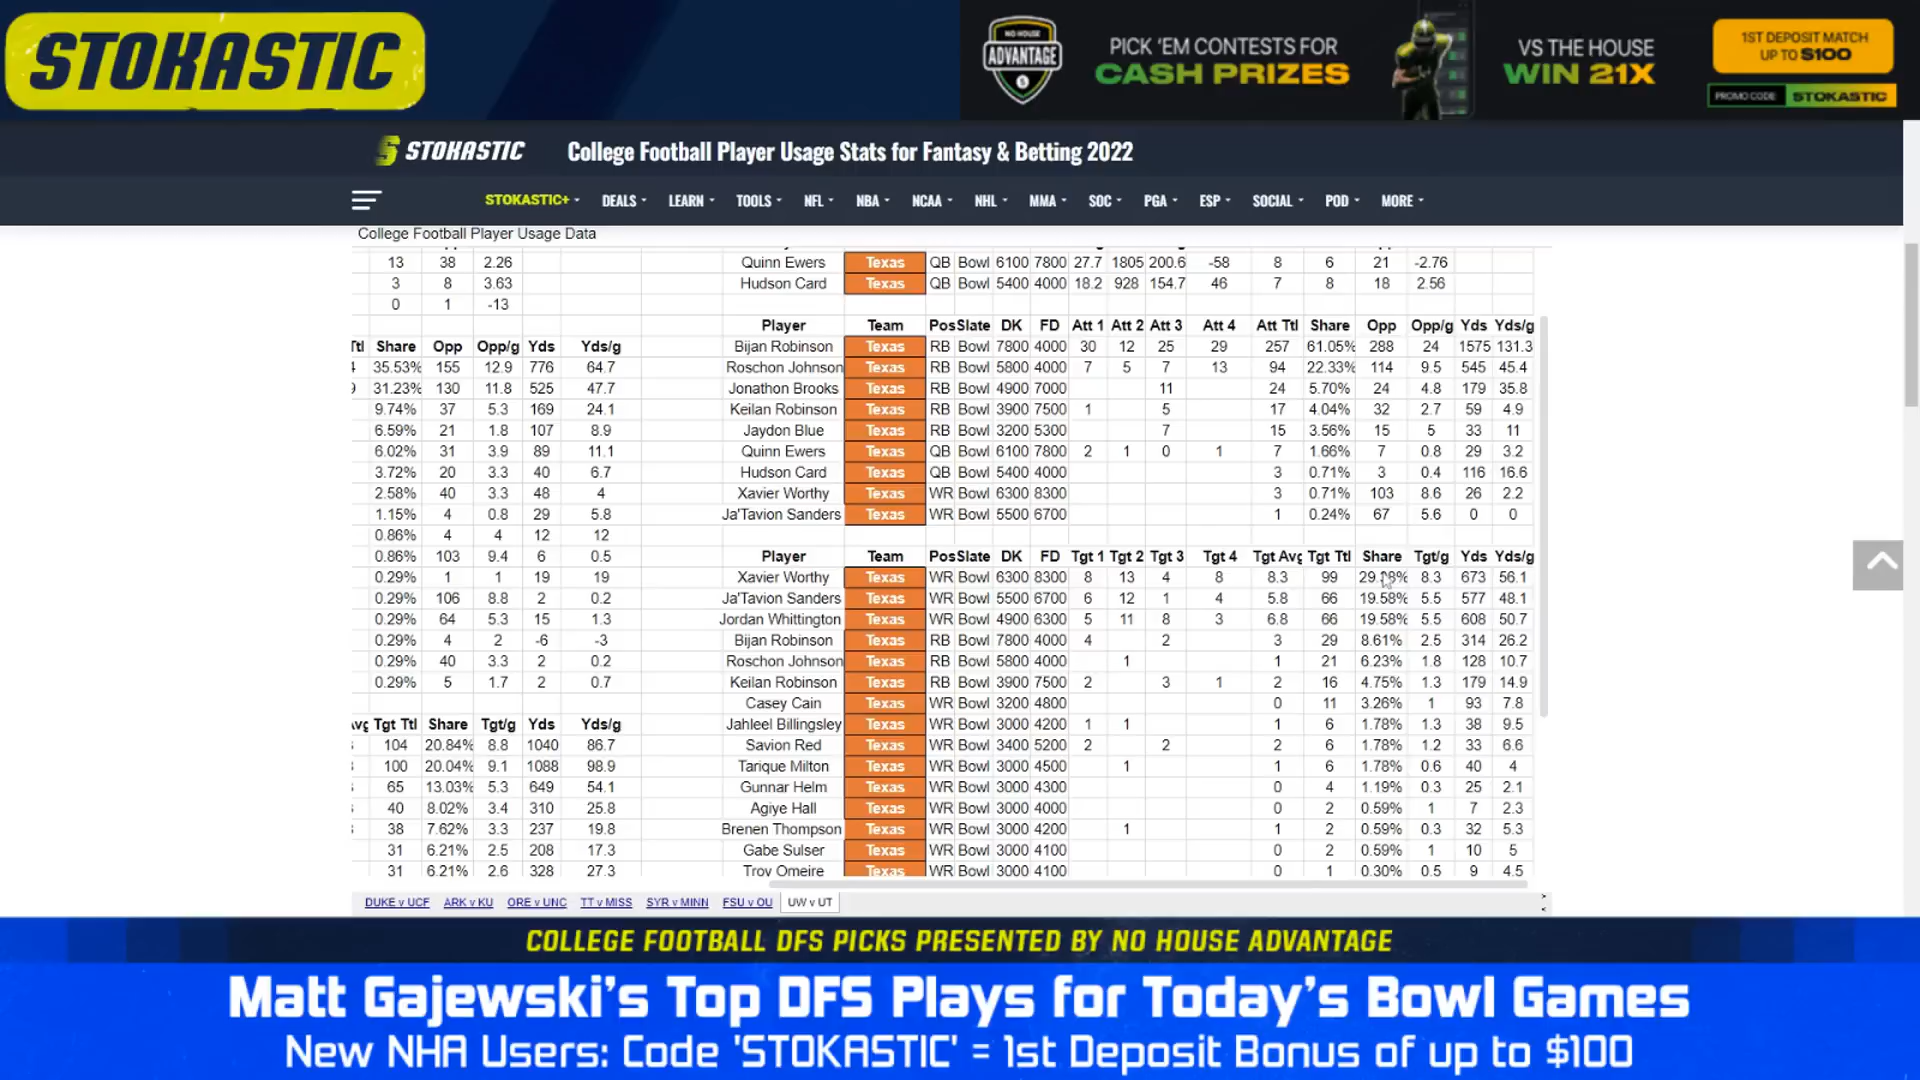 STOKASTIC
NO HOUSE ADVANTAGE
PICK 'EM CONTESTS FOR CASH PRIZES
VS THE HOUSE WIN 21X
1ST DEPOSIT MATCH UP TO $100
PROMO CODE STOKASTIC
STOKASTIC College Football Player Usage Stats for Fantasy & Betting 2022
STOKASTIC+ DEALS LEARN TOOLS NFL NBA NCAA NHL MMA SOC PGA ESP SOCIAL POD MORE
College Football Player Usage Data
13 38 2.26 Quinn Ewers Texas QB Bowl 6100 7800 27.7 1805 200.6 -58 8 6 21 -2.76
3 8 3.63 Hudson Card Texas QB Bowl 5400 4000 18.2 928 154.7 46 7 8 18 2.56
0 1 -13
Player Team Pos Slate DK FD Att 1 Att 2 Att 3 Att 4 Att Ttl Share Opp Opp/g Yds Yds/g
Ttl Share Opp Opp/g Yds Yds/g Bijan Robinson Texas RB Bowl 7800 4000 30 12 25 29 257 61.05% 288 24 1575 131.3
4 35.53% 155 12.9 776 64.7 Roschon Johnson Texas RB Bowl 5800 4000 7 5 7 13 94 22.33% 114 9.5 545 45.4
9 31.23% 130 11.8 525 47.7 Jonathon Brooks Texas RB Bowl 4900 7000 11 24 5.70% 24 4.8 179 35.8
9.74% 37 5.3 169 24.1 Keilan Robinson Texas RB Bowl 3900 7500 1 5 17 4.04% 32 2.7 59 4.9
6.59% 21 1.8 107 8.9 Jaydon Blue Texas RB Bowl 3200 5300 7 15 3.56% 15 5 33 11
6.02% 31 3.9 89 11.1 Quinn Ewers Texas QB Bowl 6100 7800 2 1 0 1 7 1.66% 7 0.8 29 3.2
3.72% 20 3.3 40 6.7 Hudson Card Texas QB Bowl 5400 4000 3 0.71% 3 0.4 116 16.6
2.58% 40 3.3 48 4 Xavier Worthy Texas WR Bowl 6300 8300 3 0.71% 103 8.6 26 2.2
1.15% 4 0.8 29 5.8 Ja'Tavion Sanders Texas WR Bowl 5500 6700 1 0.24% 67 5.6 0 0
0.86% 4 4 12 12
0.86% 103 9.4 6 0.5 Player Team Pos Slate DK FD Tgt 1 Tgt 2 Tgt 3 Tgt 4 Tgt Avg Tgt Ttl Share Tgt/g Yds Yds/g
0.29% 1 1 19 19 Xavier Worthy Texas WR Bowl 6300 8300 8 13 4 8 8.3 99 8.3 673 56.1
0.29% 106 8.8 2 0.2 Ja'Tavion Sanders Texas WR Bowl 5500 6700 6 12 1 4 5.8 66 19.58% 5.5 577 48.1
0.29% 64 5.3 15 1.3 Jordan Whittington Texas WR Bowl 4900 6300 5 11 8 3 6.8 66 19.58% 5.5 608 50.7
0.29% 4 2 -6 -3 Bijan Robinson Texas RB Bowl 7800 4000 4 2 3 29 8.61% 2.5 314 26.2
0.29% 40 3.3 2 0.2 Roschon Johnson Texas RB Bowl 5800 4000 1 1 21 6.23% 1.8 128 10.7
0.29% 5 1.7 2 0.7 Keilan Robinson Texas RB Bowl 3900 7500 2 3 1 2 16 4.75% 1.3 179 14.9
Casey Cain Texas WR Bowl 3200 4800 0 11 3.26% 1 93 7.8
Avg Tgt Ttl Share Tgt/g Yds Yds/g Jahleel Billingsley Texas WR Bowl 3000 4200 1 1 1 6 1.78% 1.3 38 9.5
104 20.84% 8.8 1040 86.7 Savion Red Texas WR Bowl 3400 5200 2 2 2 6 1.78% 1.2 33 6.6
100 20.04% 9.1 1088 98.9 Tarique Milton Texas WR Bowl 3000 4500 1 1 6 1.78% 0.6 40 4
65 13.03% 5.3 649 54.1 Gunnar Helm Texas WR Bowl 3000 4300 0 4 1.19% 0.3 25 2.1
40 8.02% 3.4 310 25.8 Agiye Hall Texas WR Bowl 3000 4000 0 2 0.59% 1 7 2.3
38 7.62% 3.3 237 19.8 Brenen Thompson Texas WR Bowl 3000 4200 1 1 2 0.59% 0.3 32 5.3
31 6.21% 2.5 208 17.3 Gabe Sulser Texas WR Bowl 3000 4100 0 2 0.59% 1 10 5
31 6.21% 2.6 328 27.3 Troy Omeire Texas WR Bowl 3000 4100 0 1 0.30% 0.5 9 4.5
DUKE v UCF ARK v KU ORE v UNC TT v MISS SYR v MINN FSU v OU UW v UT
COLLEGE FOOTBALL DFS PICKS PRESENTED BY NO HOUSE ADVANTAGE
Matt Gajewski's Top DFS Plays for Today's Bowl Games
New NHA Users: Code 'STOKASTIC' = 1st Deposit Bonus of up to $100